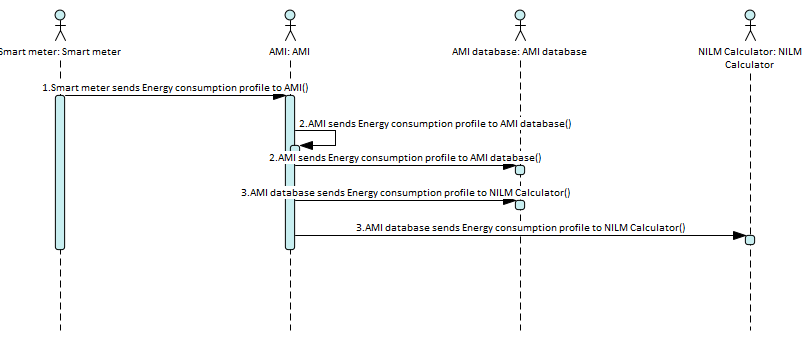 Smart meter: Smart meter
AMI: AMI
AMI database: AMI database
NILM Calculator: NILM
Calculator
1.Smart meter sends Energy consumption profile to AMI()
2.AMI sends Energy consumption profile to AMI database()
2.AMI sends Energy consumption profile to AMI database()
3.AMI database sends Energy consumption profile to NILM Calculator()
3.AMI database sends Energy consumption profile to NILM Calculator()